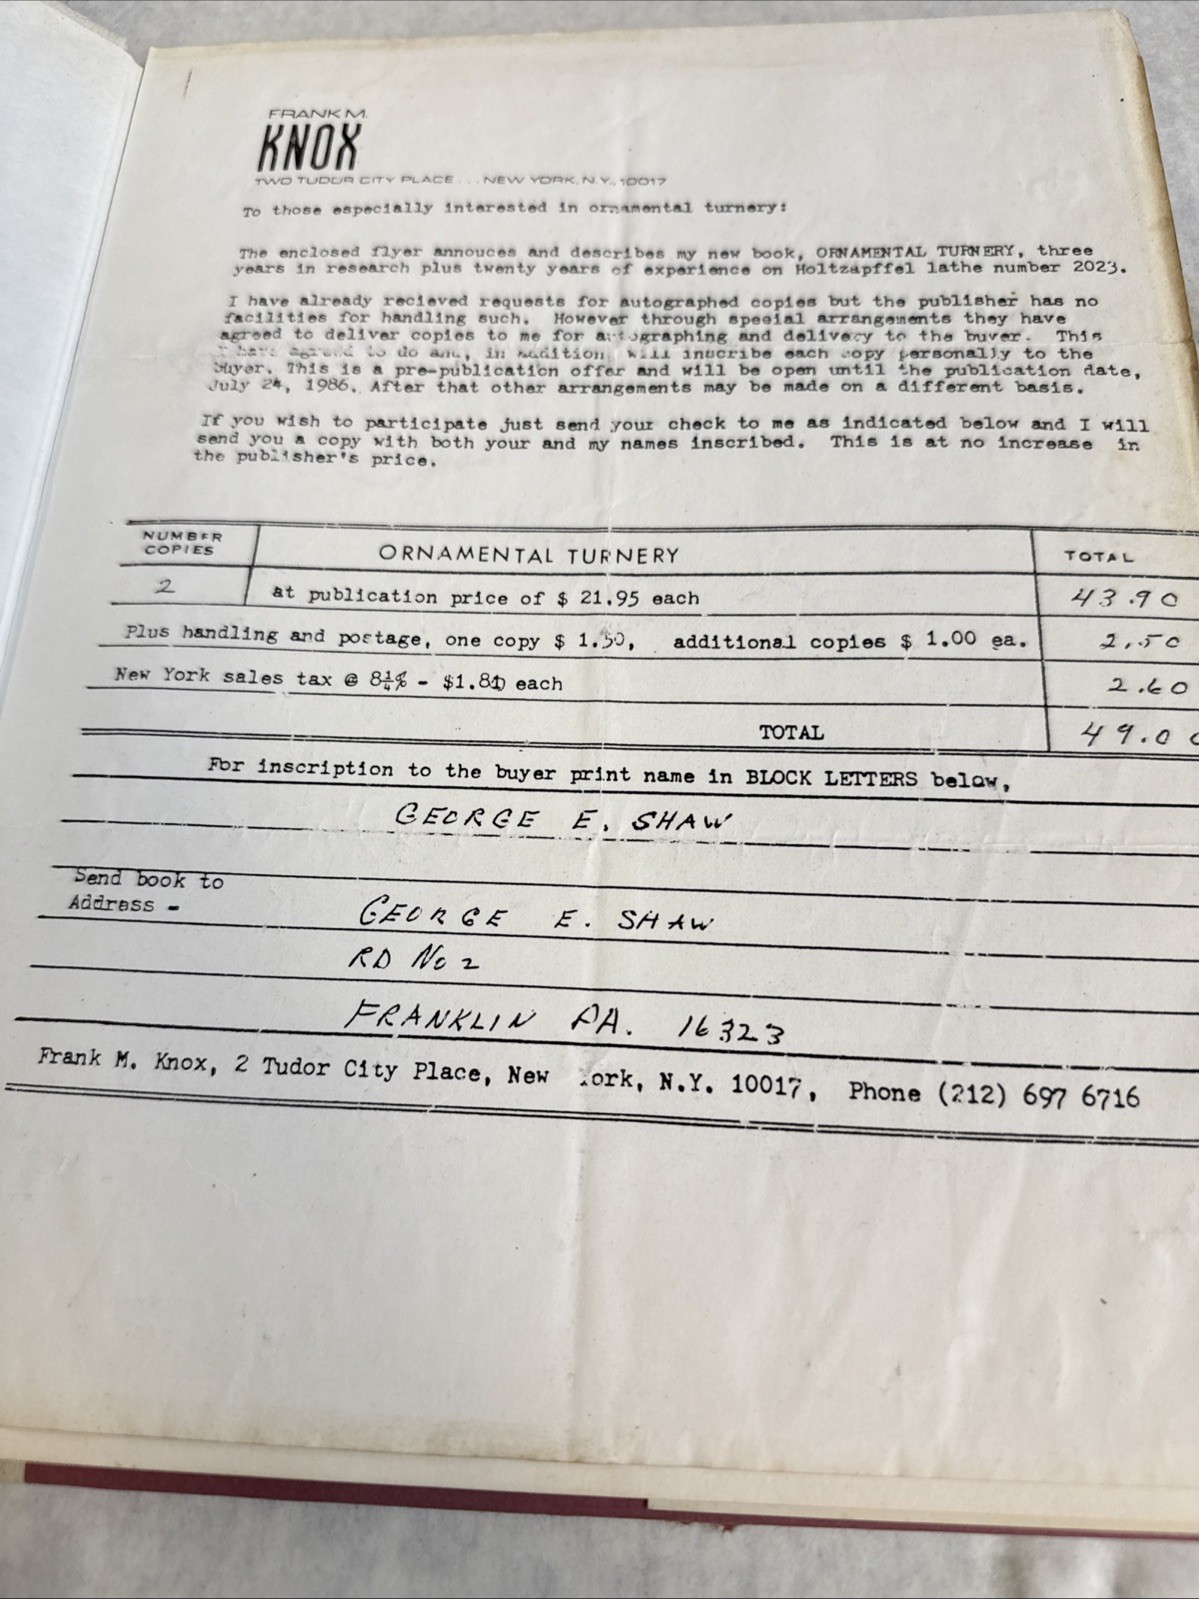 FRANK M.
KNOX
TWO TUDOR CITY PLACE . . . NEW YORK, N.Y. 10017
To those especially interested in ornamental turnery:
The enclosed flyer annouces and describes my new book, ORNAMENTAL TURNERY, three
years in research plus twenty years of experience on Holtzapffel lathe number 2023.
I have already recieved requests for autographed copies but the publisher has no
facilities for handling such. However through special arrangements they have
agreed to deliver copies to me for autographing and delivery to the buyer. This
I have agreed to do and, in addition will inscribe each copy personally to the
buyer. This is a pre-publication offer and will be open until the publication date,
July 24, 1986. After that other arrangements may be made on a different basis.
If you wish to participate just send your check to me as indicated below and I will
send you a copy with both your and my names inscribed. This is at no increase in
the publisher's price.
NUMBER COPIES ORNAMENTAL TURNERY TOTAL
2 at publication price of $ 21.95 each 43.90
Plus handling and postage, one copy $ 1.50, additional copies $ 1.00 ea. 2.50
New York sales tax @ 8¼% - $1.81 each 2.60
TOTAL 49.00
For inscription to the buyer print name in BLOCK LETTERS below,
GEORGE E. SHAW
Send book to
Address - GEORGE E. SHAW
RD No 2
FRANKLIN PA. 16323
Frank M. Knox, 2 Tudor City Place, New York, N.Y. 10017, Phone (212) 697 6716